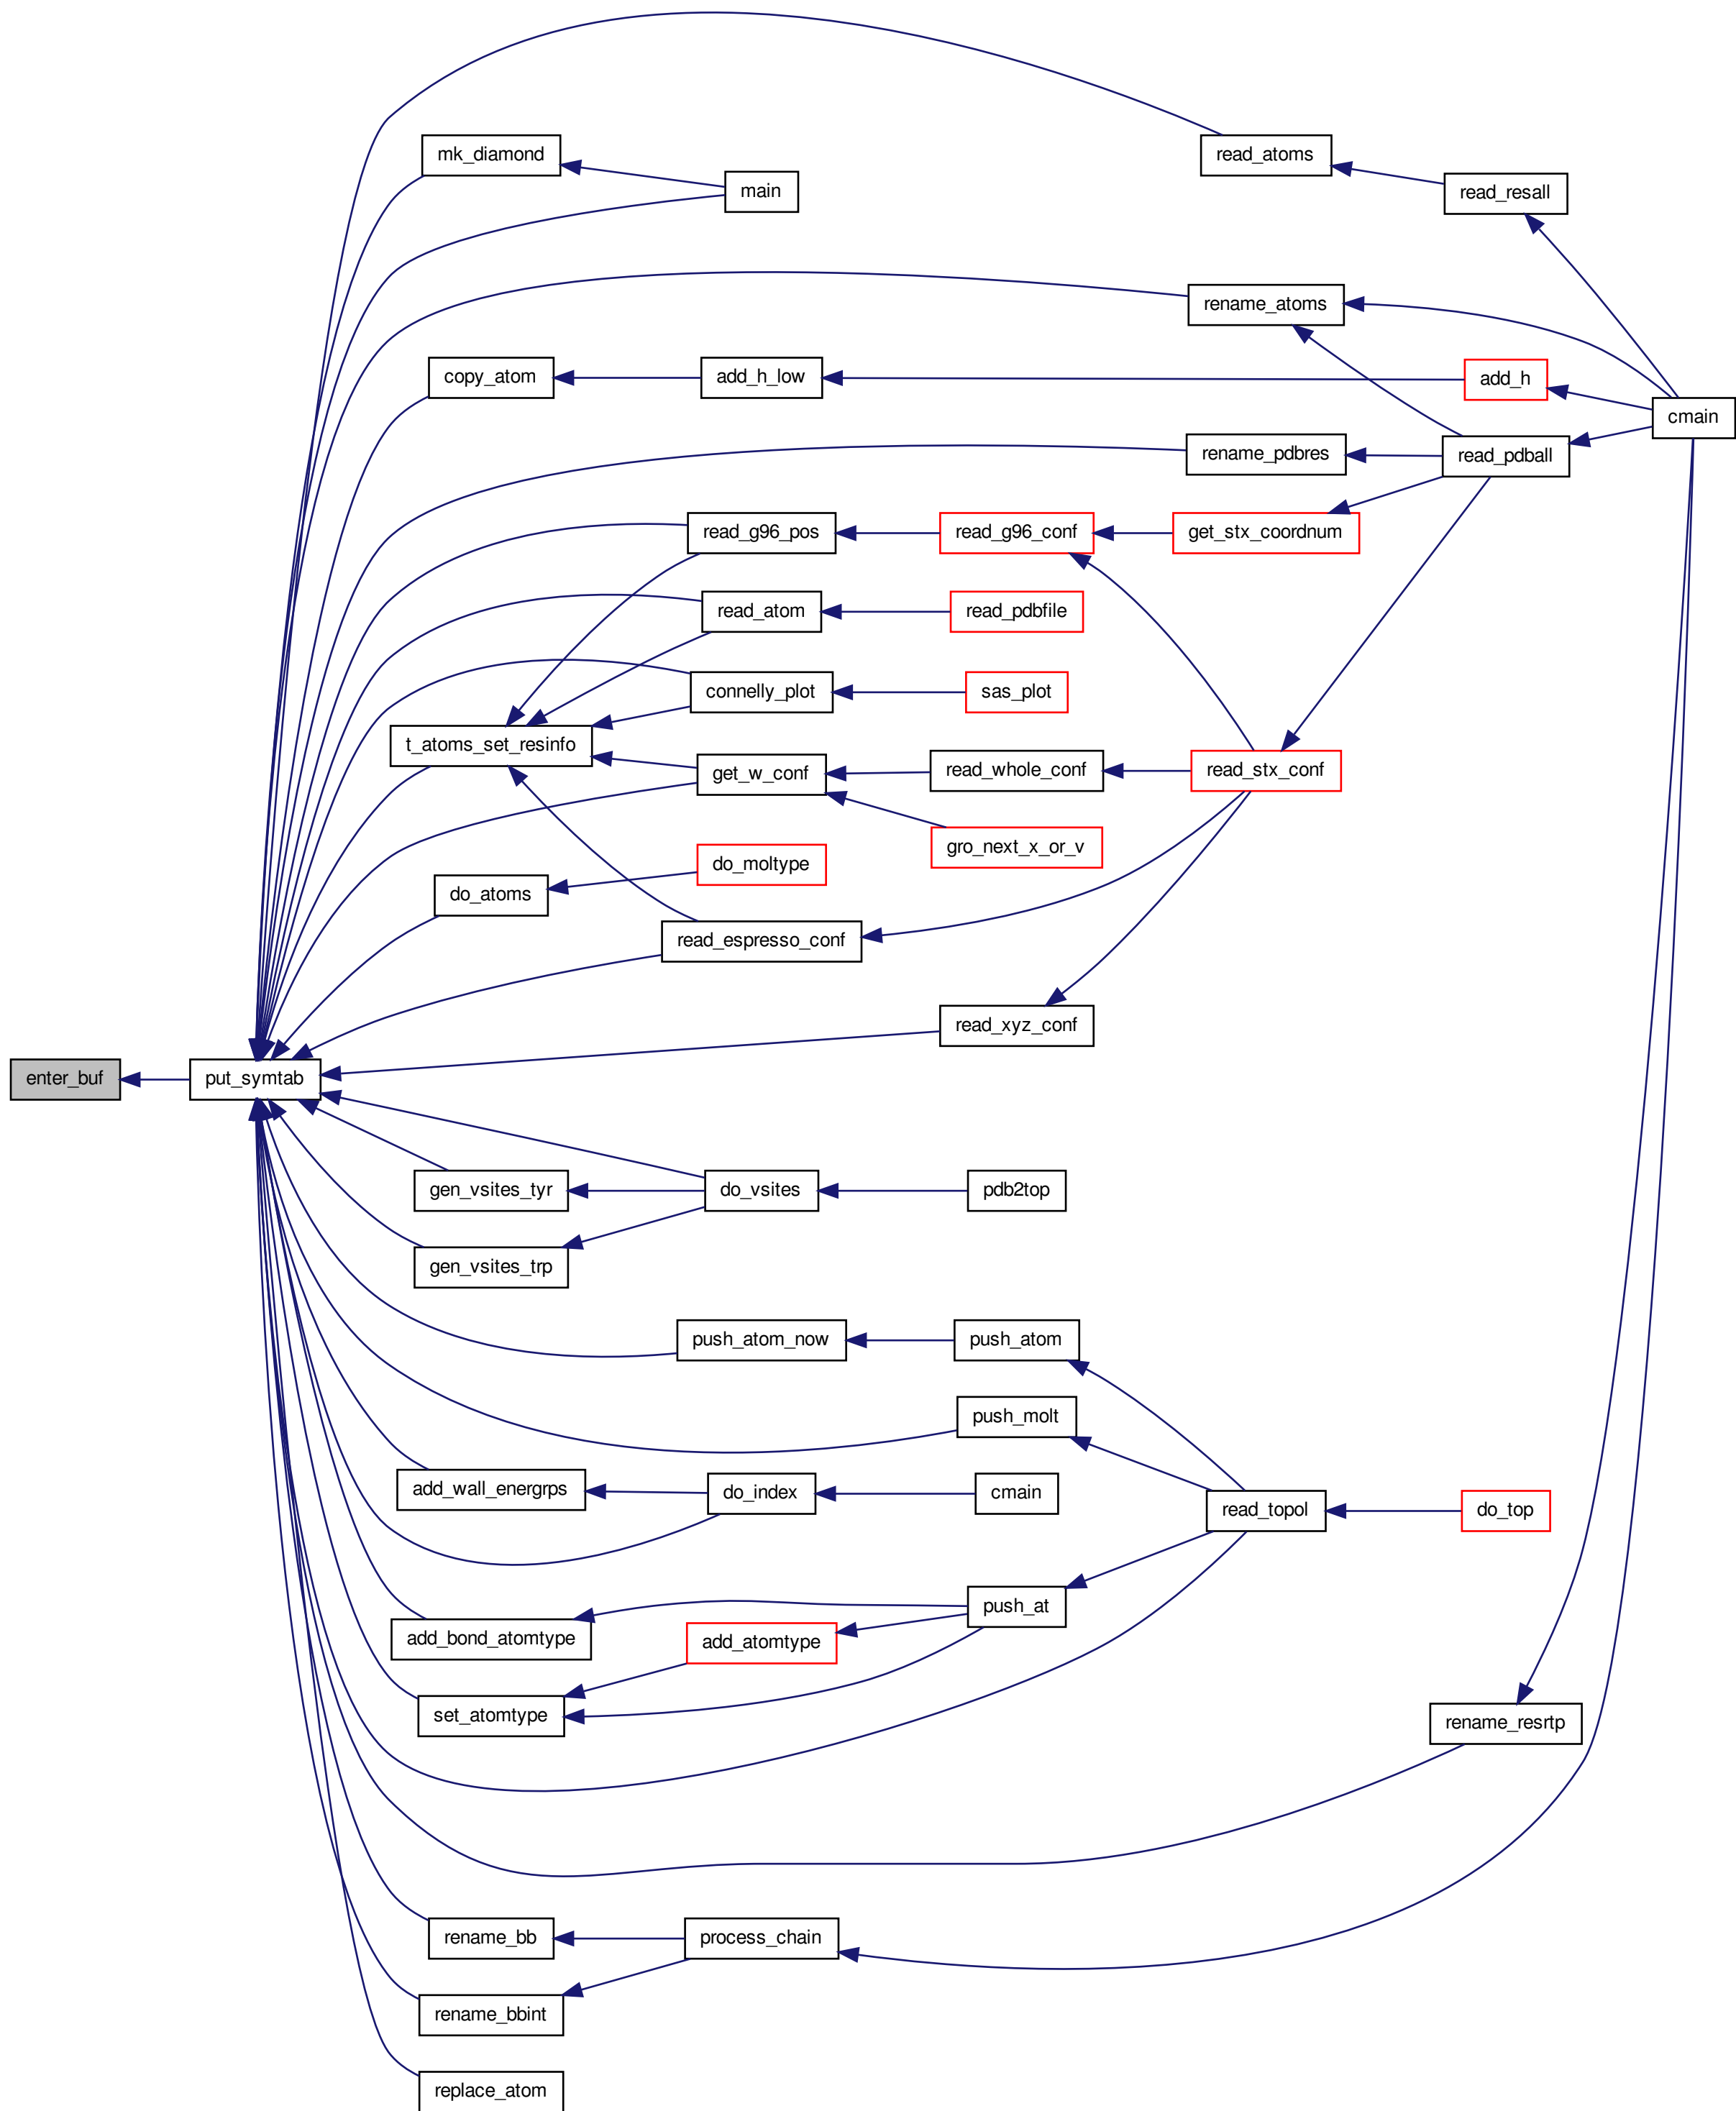 read_atoms
mk_diamond
main
read_resall
rename_atoms
copy_atom
add_h_low
add_h
cmain
rename_pdbres
read_pdball
read_g96_pos
read_g96_conf
get_stx_coordnum
read_atom
read_pdbfile
connelly_plot
sas_plot
t_atoms_set_resinfo
get_w_conf
read_whole_conf
read_stx_conf
gro_next_x_or_v
do_moltype
do_atoms
read_espresso_conf
read_xyz_conf
enter_buf
put_symtab
gen_vsites_tyr
do_vsites
pdb2top
gen_vsites_trp
push_atom_now
push_atom
push_molt
add_wall_energrps
do_index
cmain
read_topol
do_top
push_at
add_bond_atomtype
add_atomtype
set_atomtype
rename_resrtp
rename_bb
process_chain
rename_bbint
replace_atom